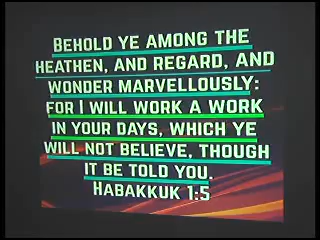 Behold ye among the
heathen, and regard, and
wonder marvellously:
for I will work a work
in your days, which ye
will not believe, though
it be told you.
Habakkuk 1:5